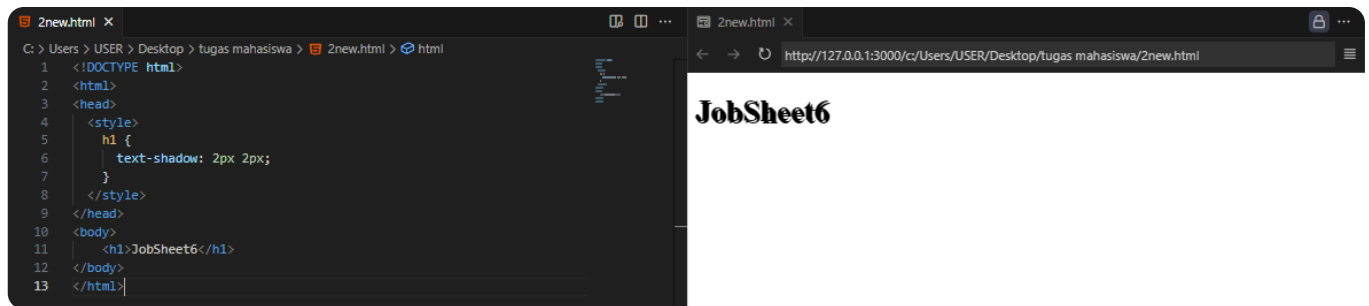 2new.html
C: > Users > USER > Desktop > tugas mahasiswa > 2new.html > html
1 <!DOCTYPE html>
2 <html>
3 <head>
4 <style>
5 h1 {
6 text-shadow: 2px 2px;
7 }
8 </style>
9 </head>
10 <body>
11 <h1>JobSheet6</h1>
12 </body>
13 </html>
2new.html
http://127.0.0.1:3000/c:/Users/USER/Desktop/tugas mahasiswa/2new.html
JobSheet6